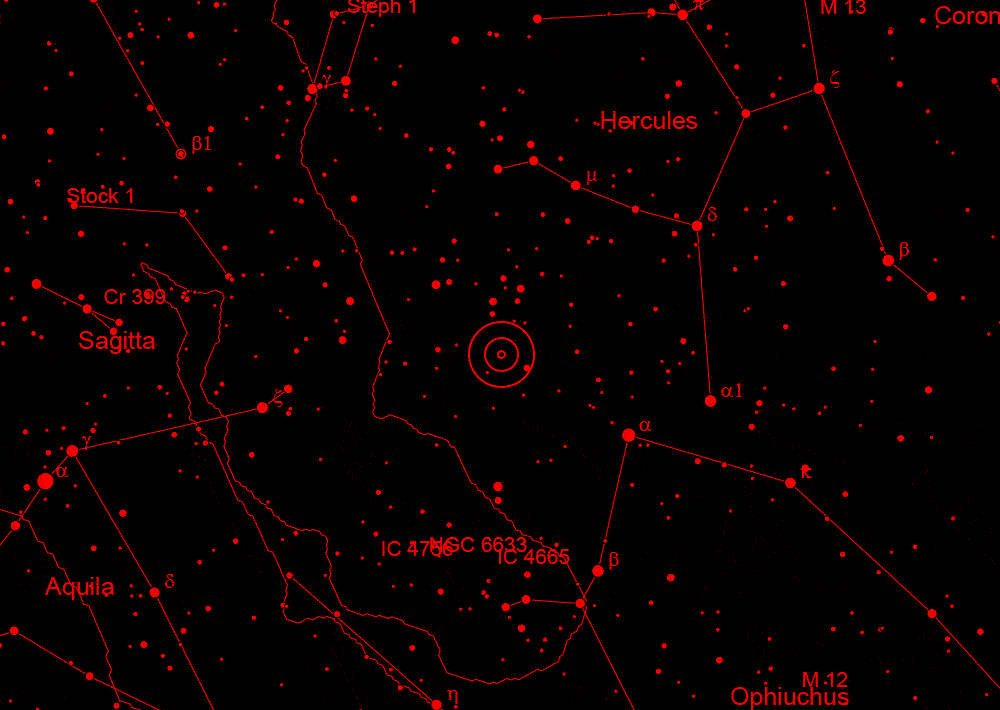 Steph 1
π
M 13
Coron
γ
ζ
Hercules
β1
μ
Stock 1
δ
β
Cr 399
Sagitta
ζ
α1
γ
α
α
κ
IC 4756
NGC 6633
IC 4665
β
Aquila
δ
M 12
η
Ophiuchus